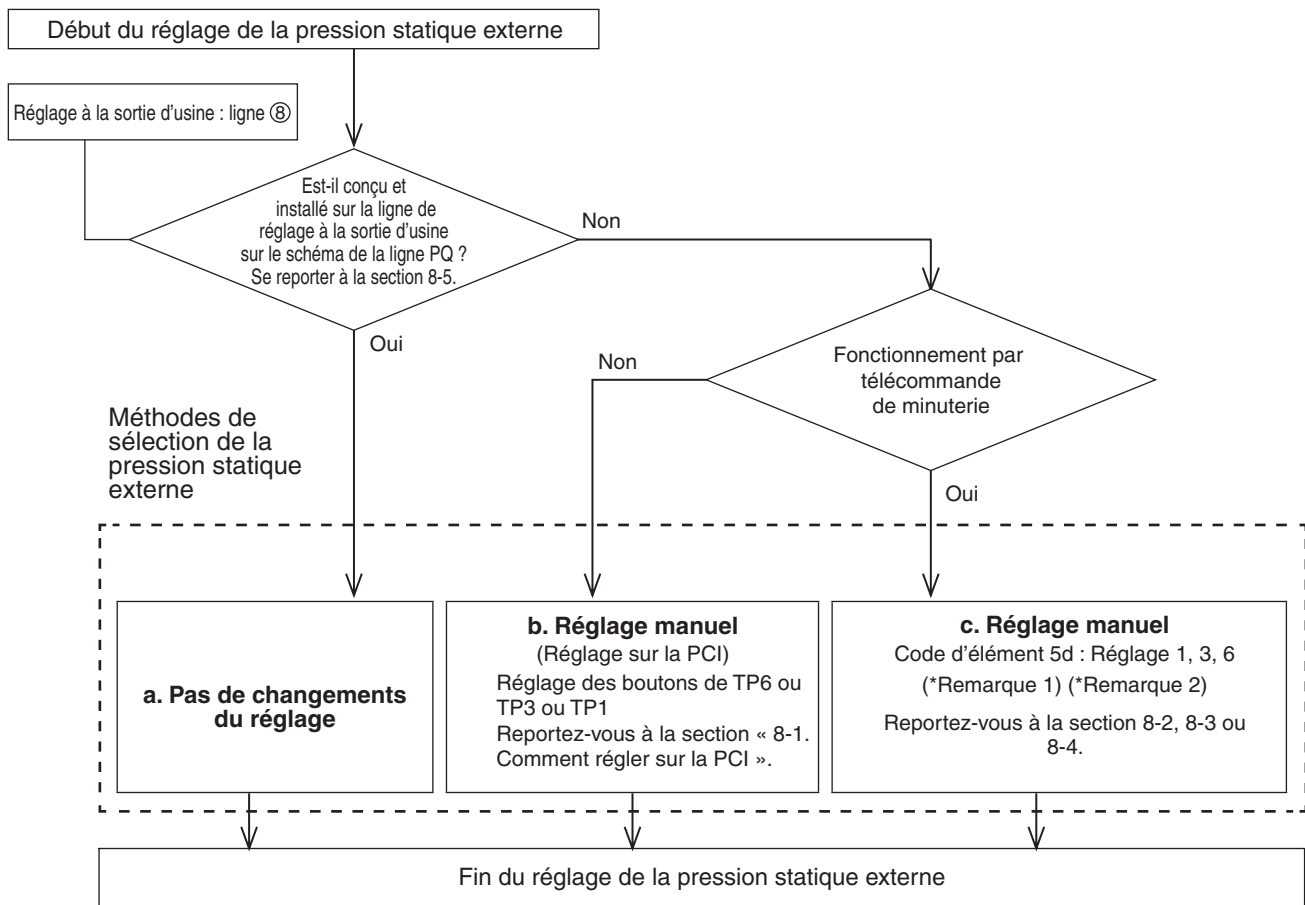 Début du réglage de la pression statique externe
Réglage à la sortie d'usine : ligne ⑧
Est-il conçu et
installé sur la ligne de
réglage à la sortie d'usine
sur le schéma de la ligne PQ ?
Se reporter à la section 8-5.
Non
Oui
Fonctionnement par
télécommande
de minuterie
Non
Oui
Méthodes de
sélection de la
pression statique
externe
a. Pas de changements
du réglage
b. Réglage manuel
(Réglage sur la PCI)
Réglage des boutons de TP6 ou
TP3 ou TP1
Reportez-vous à la section « 8-1.
Comment régler sur la PCI ».
c. Réglage manuel
Code d'élément 5d : Réglage 1, 3, 6
(*Remarque 1) (*Remarque 2)
Reportez-vous à la section 8-2, 8-3 ou
8-4.
Fin du réglage de la pression statique externe